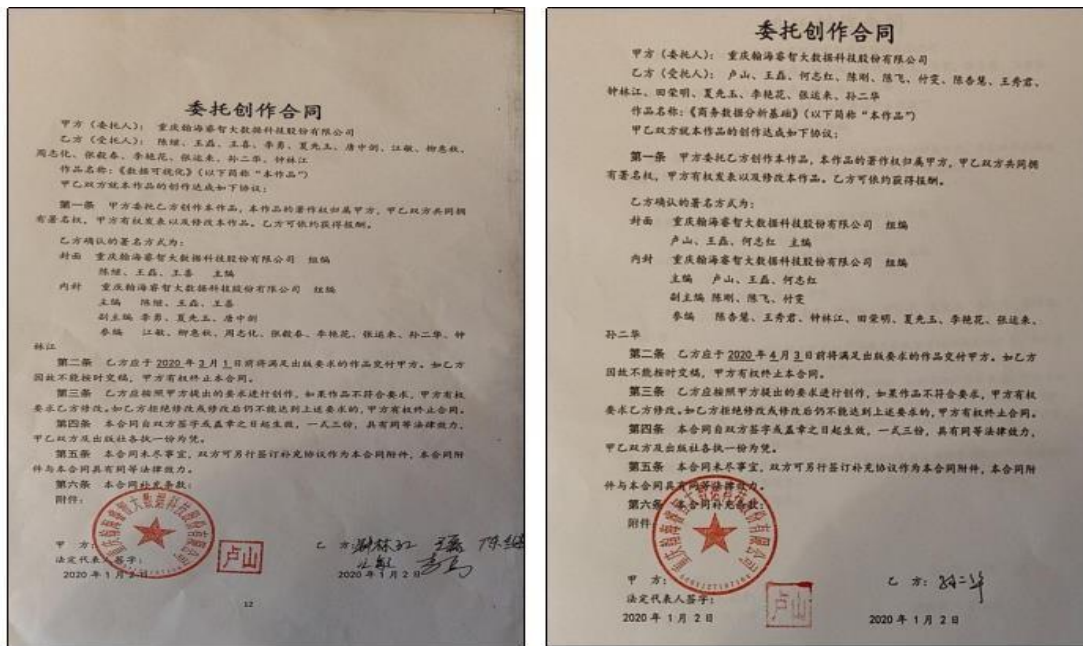 委托创作合同
甲方(委托人): 重庆翰海睿智大数据科技股份有限公司
乙方(受托人): 陈继、王磊、王喜、李勇、夏先玉、唐中剑、江敏、柳惠秋、
周志化、张毅春、李艳花、张运来、孙二华、钟林江
作品名称:《数据可视化》(以下简称“本作品”)
甲乙双方就本作品的创作达成如下协议:
第一条 甲方委托乙方创作本作品,本作品的著作权归属甲方,甲乙双方共同拥
有署名权,甲方有权发表以及修改本作品。乙方可依约获得报酬。
乙方确认的署名方式为:
封面 重庆翰海睿智大数据科技股份有限公司 组编
陈继、王磊、王喜 主编
内封 重庆翰海睿智大数据科技股份有限公司 组编
主编 陈继、王磊、王喜
副主编 李勇、夏先玉、唐中剑
参编 江敏、柳惠秋、周志化、张毅春、李艳花、张运来、孙二华、钟
林江
第二条 乙方应于 2020 年 3 月 1 日前将满足出版要求的作品交付甲方。如乙方
因故不能按时交稿,甲方有权终止本合同。
第三条 乙方应按照甲方提出的要求进行创作,如果作品不符合要求,甲方有权
要求乙方修改。如乙方拒绝修改或修改后仍不能达到上述要求的,甲方有权终止合同。
第四条 本合同自双方签字或盖章之日起生效,一式三份,具有同等法律效力,
甲乙双方及出版社各执一份为凭。
第五条 本合同未尽事宜,双方可另行签订补充协议作为本合同附件,本合同附
件与本合同具有同等法律效力。
第六条 本合同补充条款:
附件:
重庆翰海睿智大数据科技股份有限公司
甲 方:
乙 方:
法定代表人签字:
卢山
2020 年 1 月 2 日
2020 年 1 月 2 日
12
委托创作合同
甲方(委托人): 重庆翰海睿智大数据科技股份有限公司
乙方(受托人): 卢山、王磊、何志红、陈刚、陈飞、付雯、陈杏慧、王秀君、
钟林江、田荣明、夏先玉、李艳花、张运来、孙二华
作品名称:《商务数据分析基础》(以下简称“本作品”)
甲乙双方就本作品的创作达成如下协议:
第一条 甲方委托乙方创作本作品,本作品的著作权归属甲方,甲乙双方共同拥
有署名权,甲方有权发表以及修改本作品。乙方可依约获得报酬。
乙方确认的署名方式为:
封面 重庆翰海睿智大数据科技股份有限公司 组编
卢山、王磊、何志红 主编
内封 重庆翰海睿智大数据科技股份有限公司 组编
主编 卢山、王磊、何志红
副主编 陈刚、陈飞、付雯
参编 陈杏慧、王秀君、钟林江、田荣明、夏先玉、李艳花、张运来、
孙二华
第二条 乙方应于 2020 年 4 月 3 日前将满足出版要求的作品交付甲方。如乙方
因故不能按时交稿,甲方有权终止本合同。
第三条 乙方应按照甲方提出的要求进行创作,如果作品不符合要求,甲方有权
要求乙方修改。如乙方拒绝修改或修改后仍不能达到上述要求的,甲方有权终止合同。
第四条 本合同自双方签字或盖章之日起生效,一式三份,具有同等法律效力,
甲乙双方及出版社各执一份为凭。
第五条 本合同未尽事宜,双方可另行签订补充协议作为本合同附件,本合同附
件与本合同具有同等法律效力。
第六条 本合同补充条款:
附件:
重庆翰海睿智大数据科技股份有限公司
甲 方:
乙 方: 孙二华
法定代表人签字:
卢山
2020 年 1 月 2 日
2020 年 1 月 2 日